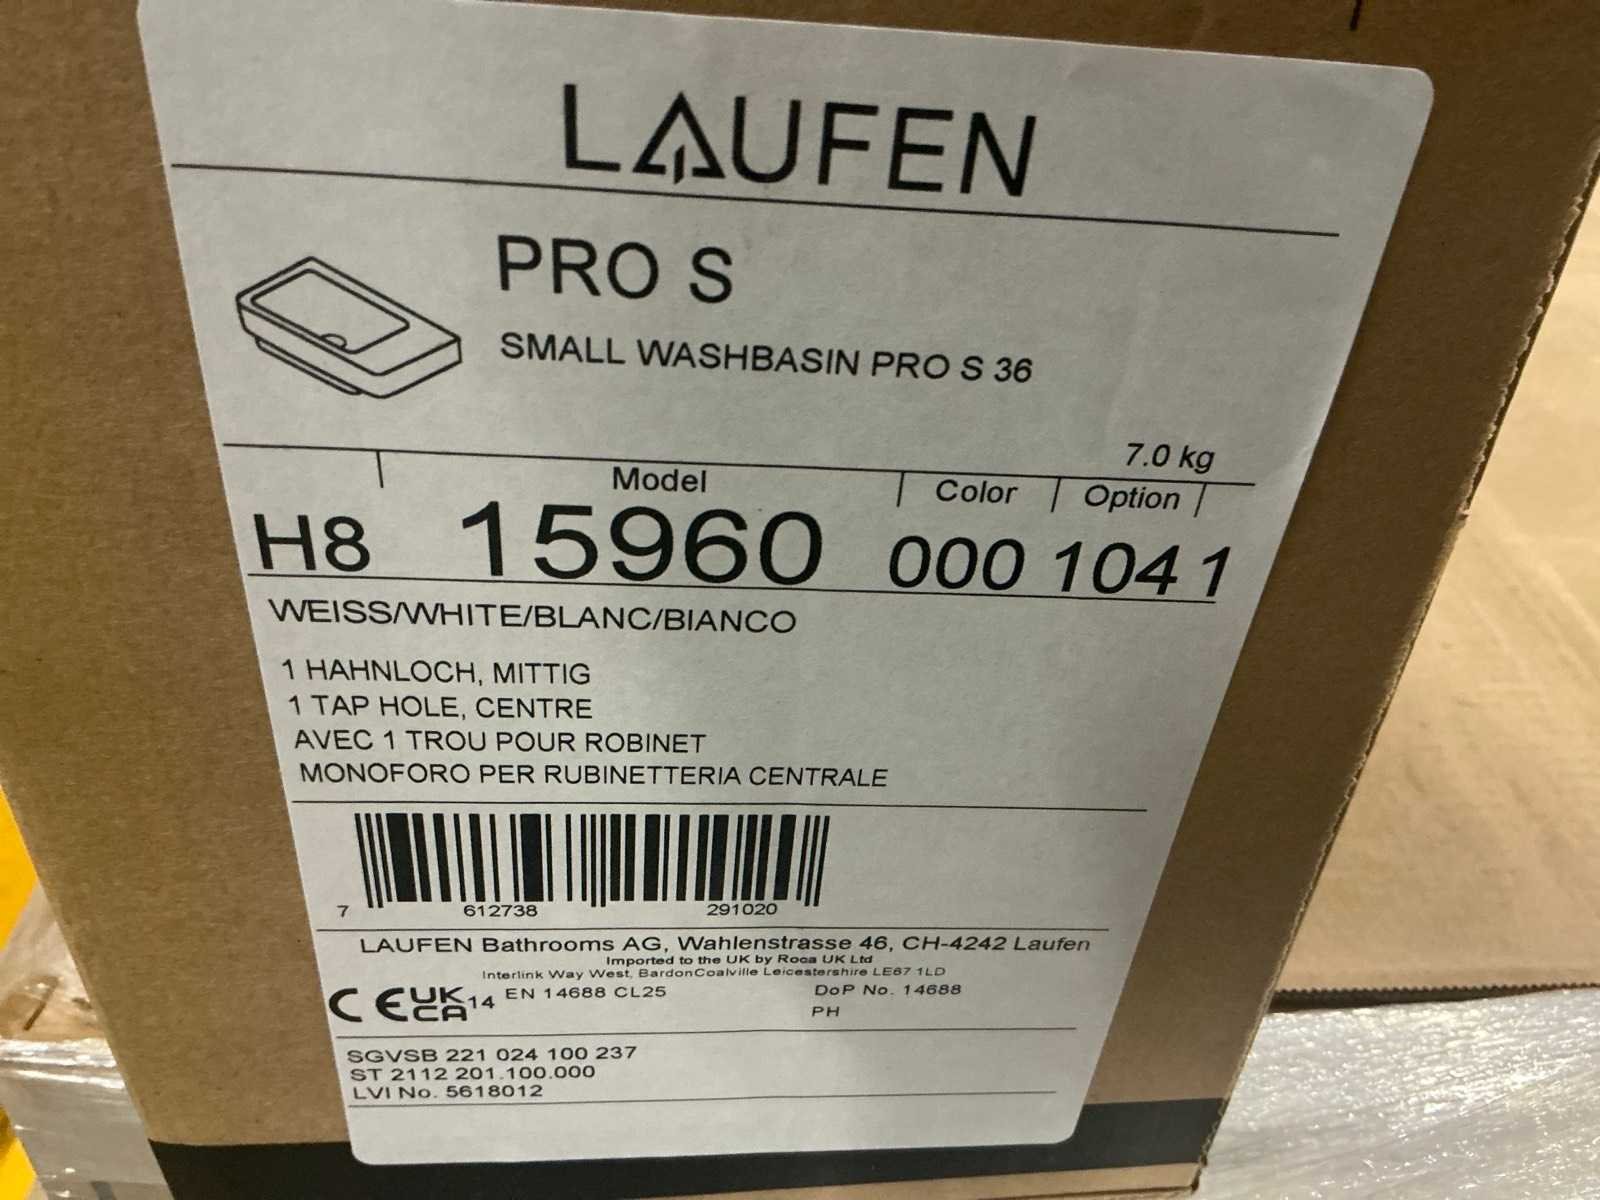 LAUFEN
PRO S
SMALL WASHBASIN PRO S 36
7.0 kg
Model Color Option
H8 15960 000 104 1
WEISS/WHITE/BLANC/BIANCO
1 HAHNLOCH, MITTIG
1 TAP HOLE, CENTRE
AVEC 1 TROU POUR ROBINET
MONOFORO PER RUBINETTERIA CENTRALE
7 612738 291020
LAUFEN Bathrooms AG, Wahlenstrasse 46, CH-4242 Laufen
Imported to the UK by Roca UK Ltd
Interlink Way West, BardonCoalville Leicestershire LE67 1LD
CE UK CA 14 EN 14688 CL25 DoP No. 14688
PH
SGVSB 221 024 100 237
ST 2112 201.100.000
LVI No. 5618012